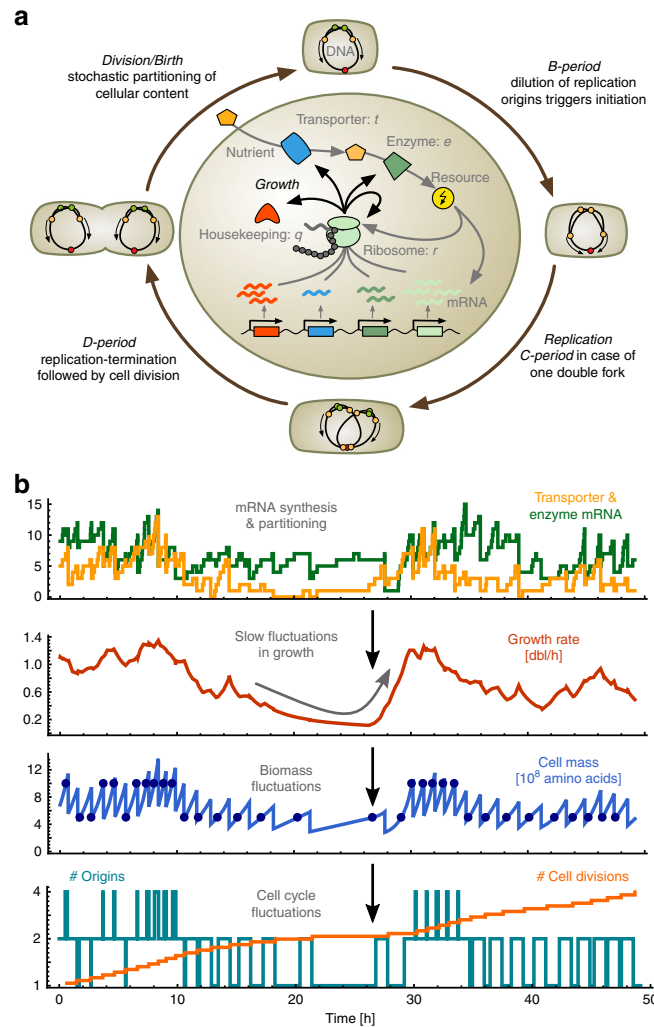 a
DNA
Division/Birth
stochastic partitioning of
cellular content
B-period
dilution of replication
origins triggers initiation
Transporter: t
Enzyme: e
Nutrient
Resource
Growth
Housekeeping: q
Ribosome: r
mRNA
D-period
replication-termination
followed by cell division
Replication
C-period in case of
one double fork
b
15
10
5
0
mRNA synthesis
& partitioning
Transporter &
enzyme mRNA
1.4
1.0
0.6
0.2
Slow fluctuations
in growth
Growth rate
[dbl/h]
12
8
4
0
Biomass
fluctuations
Cell mass
[10⁸ amino acids]
# Origins
# Cell divisions
4
2
1
Cell cycle
fluctuations
0
10
20
30
40
50
Time [h]